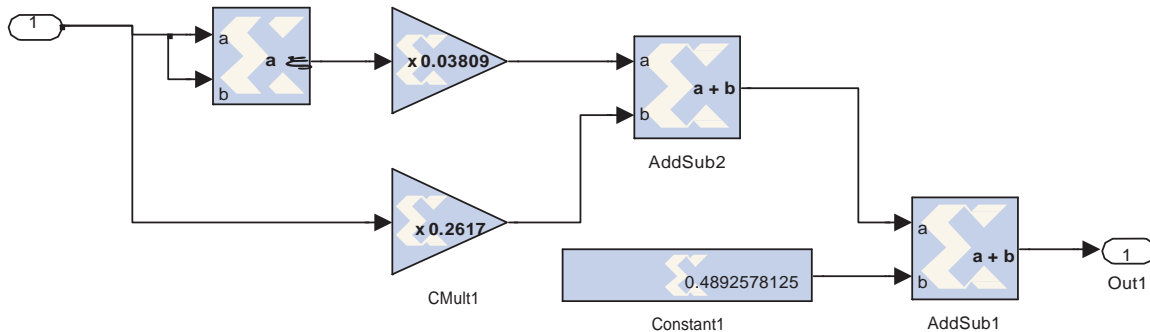 1
a
b
a
x 0.03809
a
b
a + b
AddSub2
x 0.2617
CMult1
0.4892578125
Constant1
a
b
a + b
AddSub1
1
Out1